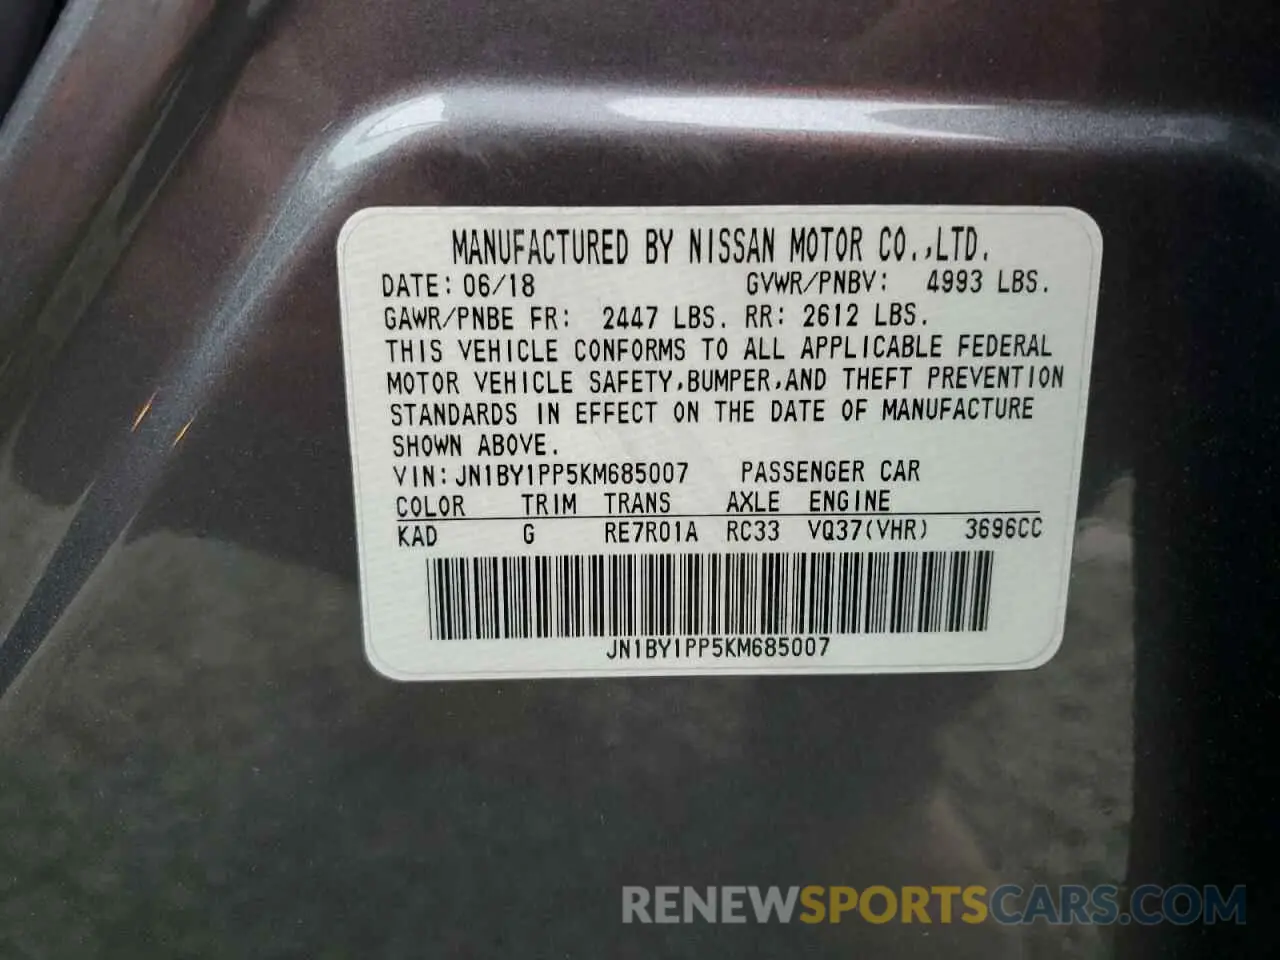 MANUFACTURED BY NISSAN MOTOR CO.,LTD.
DATE: 06/18 GVWR/PNBV: 4993 LBS.
GAWR/PNBE FR: 2447 LBS. RR: 2612 LBS.
THIS VEHICLE CONFORMS TO ALL APPLICABLE FEDERAL
MOTOR VEHICLE SAFETY,BUMPER,AND THEFT PREVENTION
STANDARDS IN EFFECT ON THE DATE OF MANUFACTURE
SHOWN ABOVE.
VIN:JN1BY1PP5KM685007 PASSENGER CAR
COLOR TRIM TRANS AXLE ENGINE
KAD G RE7R01A RC33 VQ37(VHR) 3696CC
JN1BY1PP5KM685007
RENEWSPORTSCARS.COM